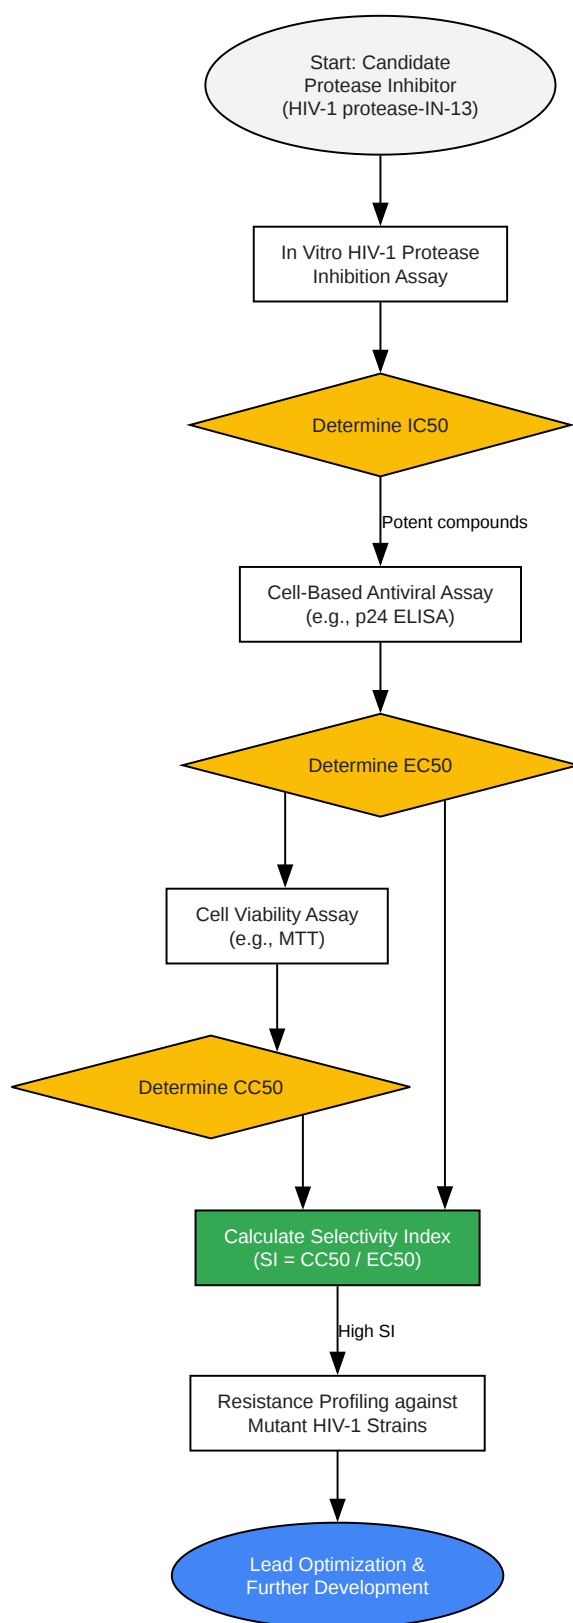 Start: Candidate
Protease Inhibitor
(HIV-1 protease-IN-13)
In Vitro HIV-1 Protease
Inhibition Assay
Determine IC50
Potent compounds
Cell-Based Antiviral Assay
(e.g., p24 ELISA)
Determine EC50
Cell Viability Assay
(e.g., MTT)
Determine CC50
Calculate Selectivity Index
(SI = CC50 / EC50)
High SI
Resistance Profiling against
Mutant HIV-1 Strains
Lead Optimization &
Further Development